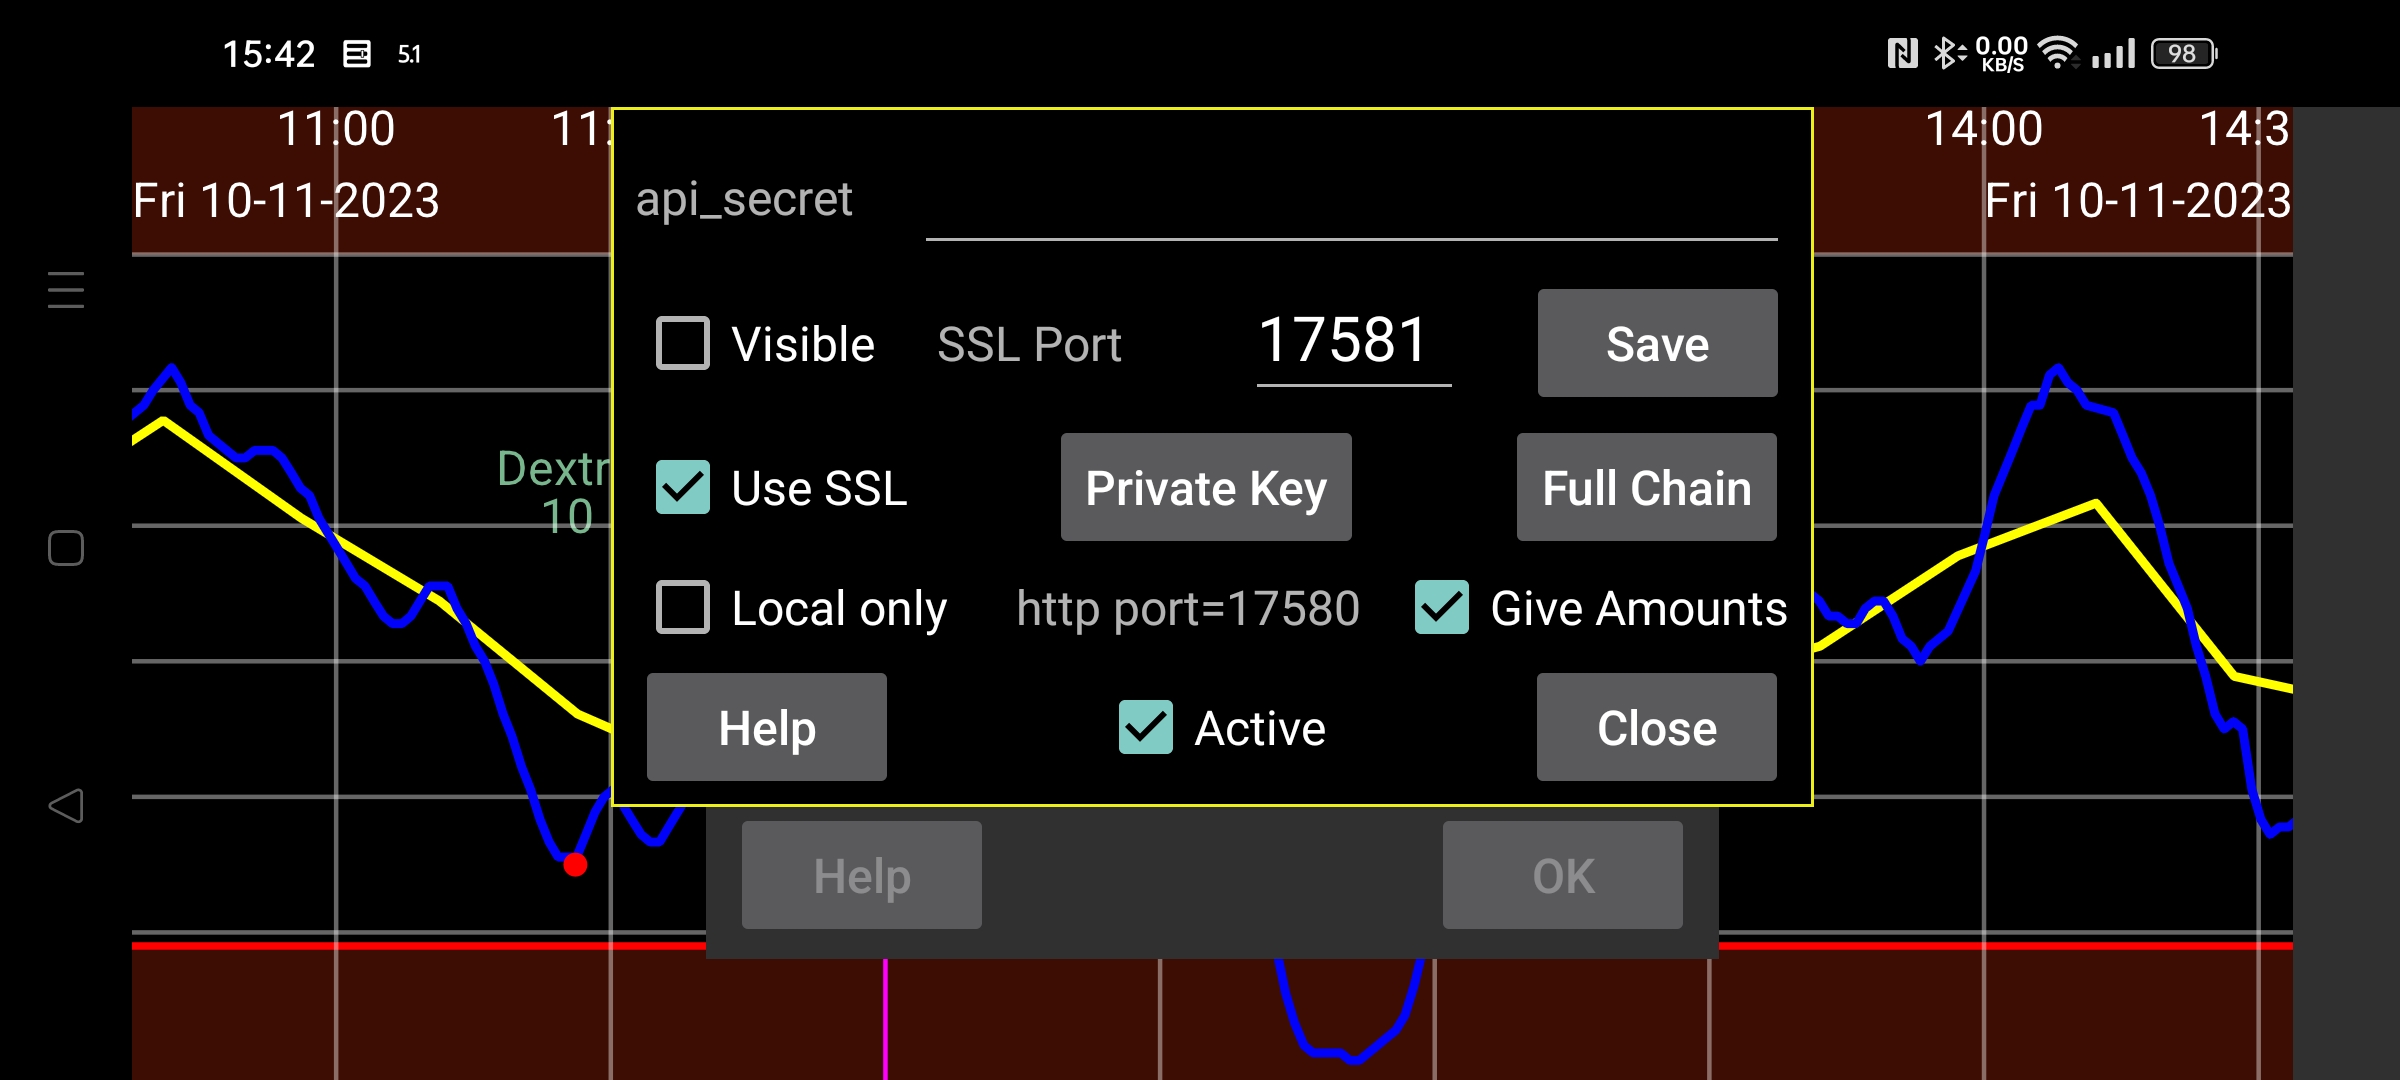 15:42 5.1 0.00 KB/S 98
11:00 11: 14:00 14:3
Fri 10-11-2023 Fri 10-11-2023
api_secret
Visible SSL Port 17581 Save
Dextr
10
Use SSL Private Key Full Chain
Local only http port=17580 Give Amounts
Help Active Close
Help OK